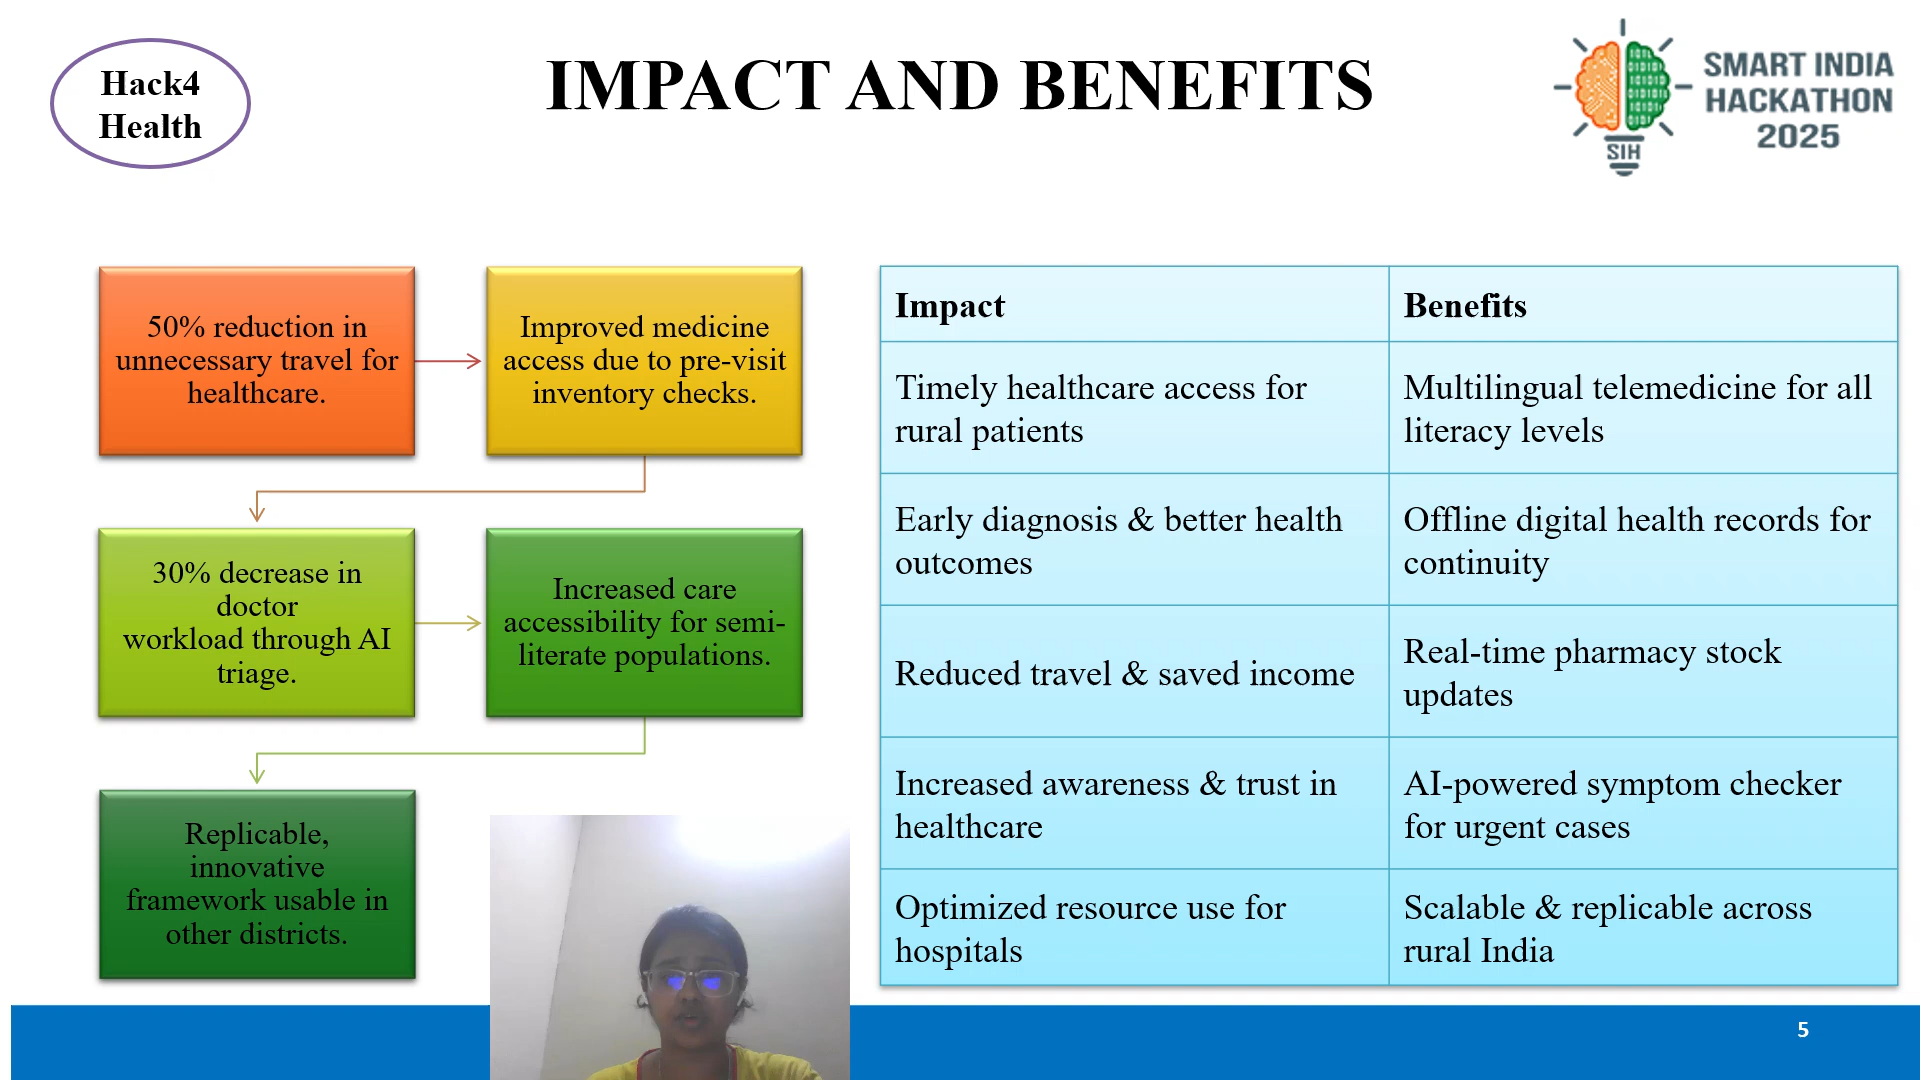 Hack4
Health
IMPACT AND BENEFITS
SMART INDIA
HACKATHON
2025
SIH
50% reduction in
unnecessary travel for
healthcare.
Improved medicine
access due to pre-visit
inventory checks.
30% decrease in
doctor
workload through AI
triage.
Increased care
accessibility for semi-
literate populations.
Replicable,
innovative
framework usable in
other districts.
Impact
Benefits
Timely healthcare access for
rural patients
Multilingual telemedicine for all
literacy levels
Early diagnosis & better health
outcomes
Offline digital health records for
continuity
Reduced travel & saved income
Real-time pharmacy stock
updates
Increased awareness & trust in
healthcare
AI-powered symptom checker
for urgent cases
Optimized resource use for
hospitals
Scalable & replicable across
rural India
5